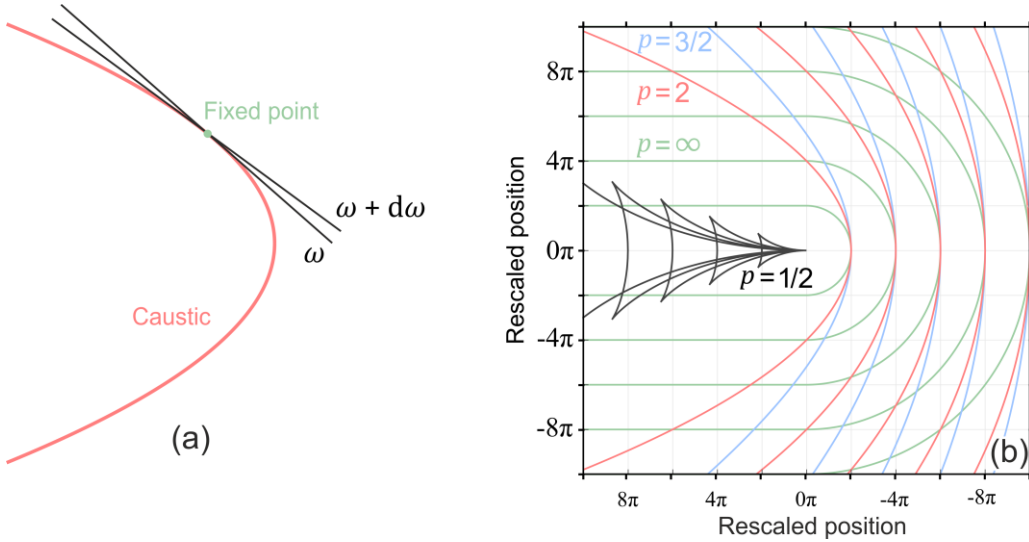 Fixed point
ω + dω
ω
Caustic
(a)
p = 3/2
p = 2
p = ∞
p = 1/2
(b)
8π
4π
0π
-4π
-8π
Rescaled position
8π
4π
0π
-4π
-8π
Rescaled position